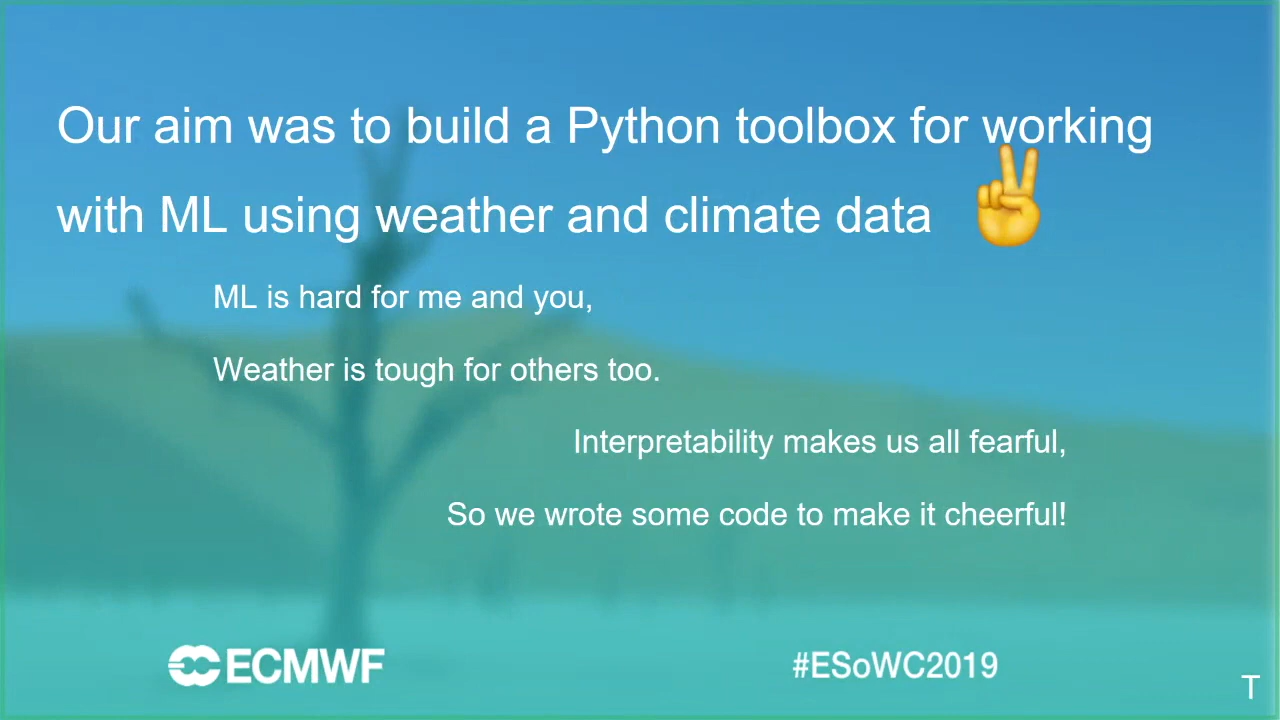 Our aim was to build a Python toolbox for working
with ML using weather and climate data ✌
ML is hard for me and you,
Weather is tough for others too.
Interpretability makes us all fearful,
So we wrote some code to make it cheerful!
ECMWF
#ESoWC2019
T